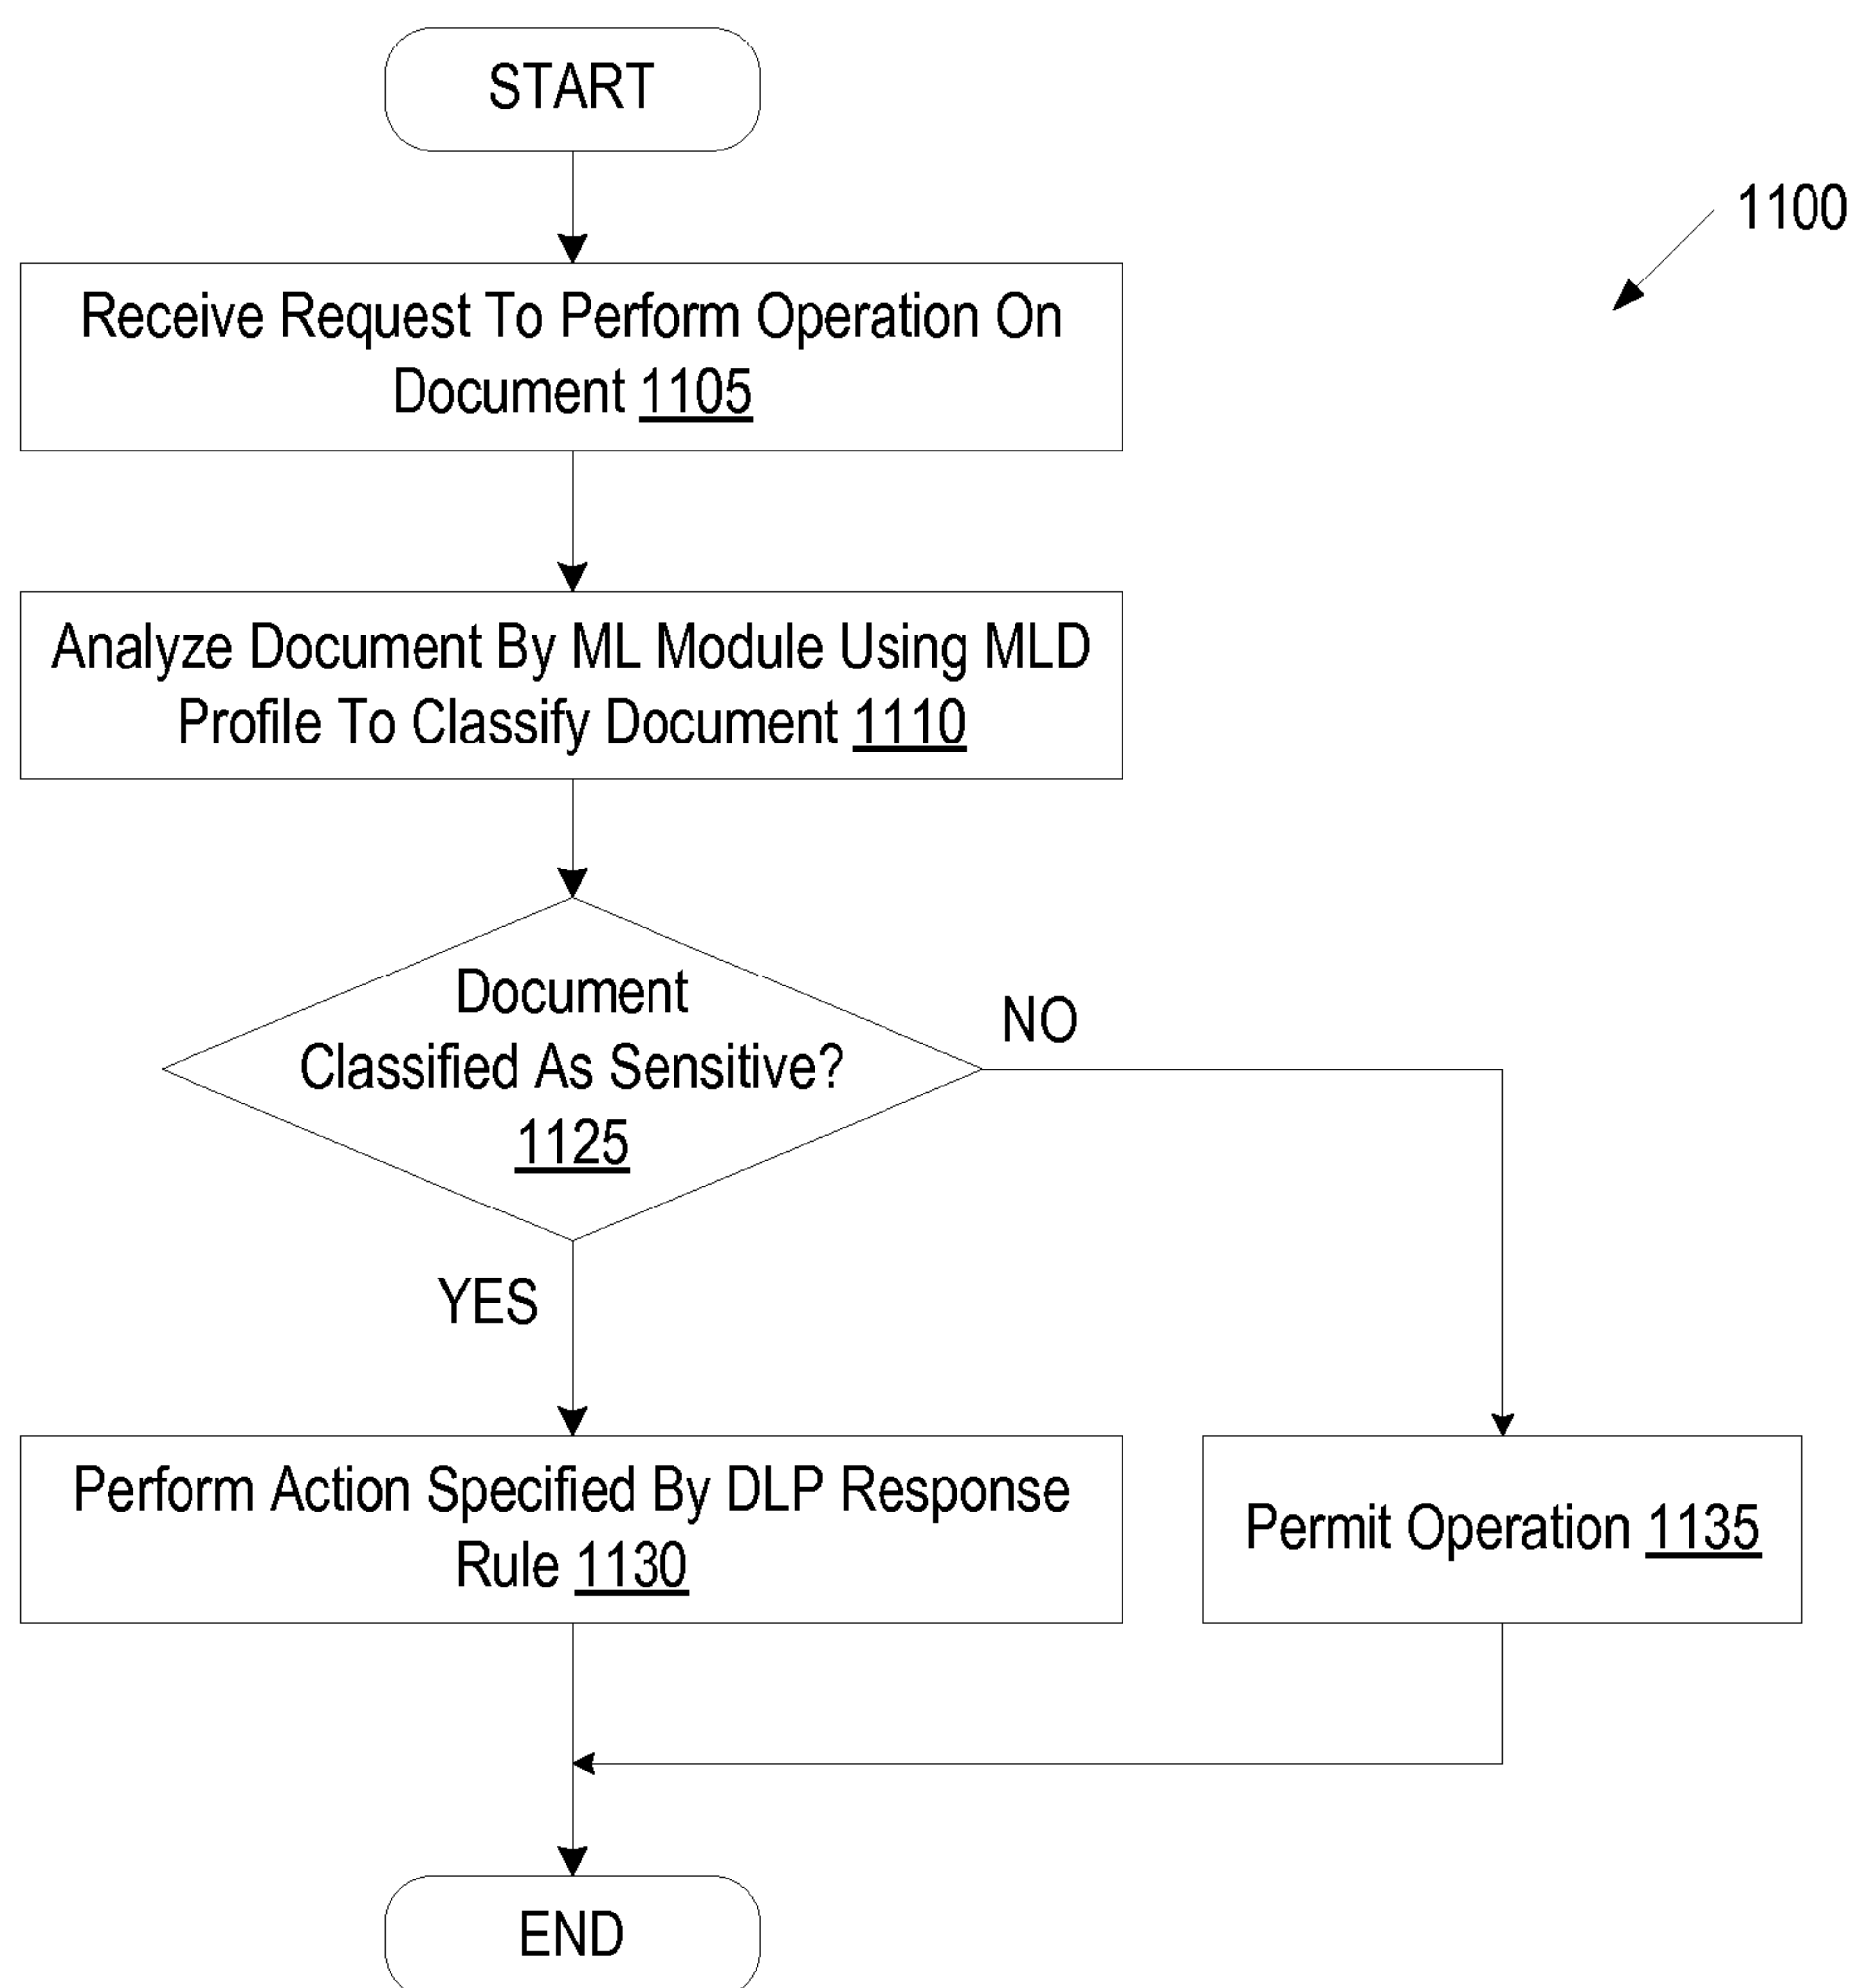 START
1100
Receive Request To Perform Operation On
Document 1105
Analyze Document By ML Module Using MLD
Profile To Classify Document 1110
Document
Classified As Sensitive?
1125
NO
YES
Perform Action Specified By DLP Response
Rule 1130
Permit Operation 1135
END